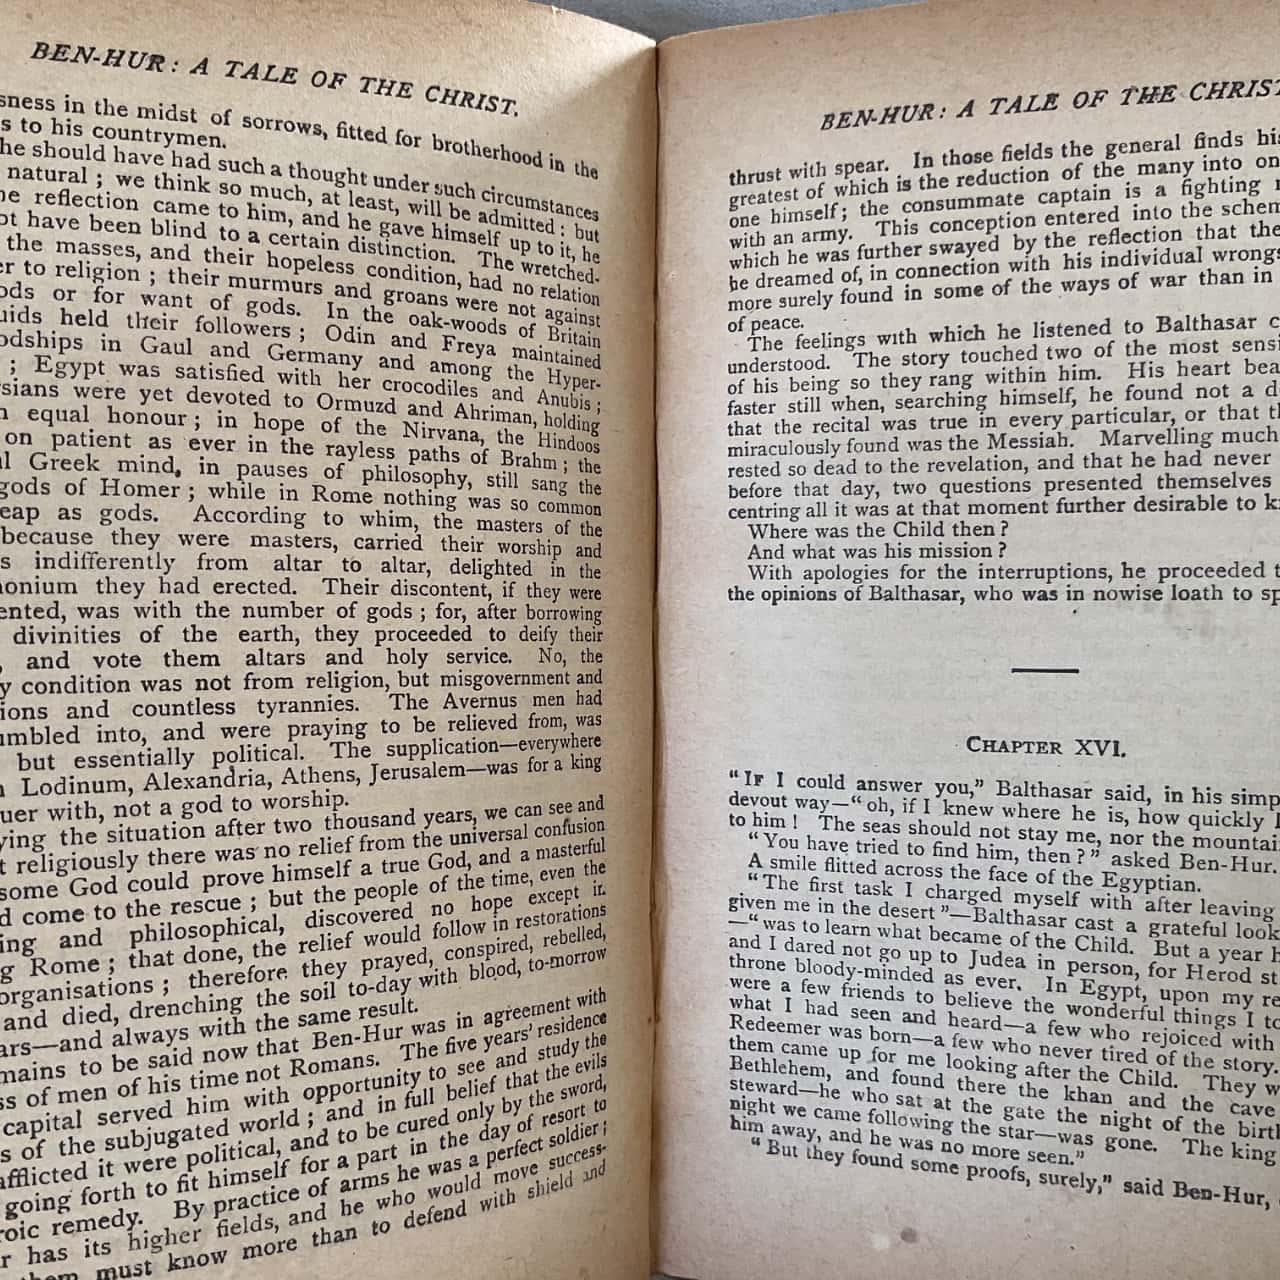 BEN-HUR: A TALE OF THE CHRIST.
sness in the midst of sorrows, fitted for brotherhood in the
s to his countrymen.
he should have had such a thought under such circumstances
natural; we think so much, at least, will be admitted: but
he reflection came to him, and he gave himself up to it, he
ot have been blind to a certain distinction. The wretched-
the masses, and their hopeless condition, had no relation
er to religion; their murmurs and groans were not against
ods or for want of gods. In the oak-woods of Britain
uids held their followers; Odin and Freya maintained
odships in Gaul and Germany and among the Hyper-
; Egypt was satisfied with her crocodiles and Anubis;
sians were yet devoted to Ormuzd and Ahriman, holding
n equal honour; in hope of the Nirvana, the Hindoos
on patient as ever in the rayless paths of Brahm; the
l Greek mind, in pauses of philosophy, still sang the
gods of Homer; while in Rome nothing was so common
eap as gods. According to whim, the masters of the
because they were masters, carried their worship and
s indifferently from altar to altar, delighted in the
onium they had erected. Their discontent, if they were
ented, was with the number of gods; for, after borrowing
divinities of the earth, they proceeded to deify their
, and vote them altars and holy service. No, the
y condition was not from religion, but misgovernment and
ions and countless tyrannies. The Avernus men had
umbled into, and were praying to be relieved from, was
but essentially political. The supplication—everywhere
n Lodinum, Alexandria, Athens, Jerusalem—was for a king
uer with, not a god to worship.
ying the situation after two thousand years, we can see and
t religiously there was no relief from the universal confusion
some God could prove himself a true God, and a masterful
d come to the rescue; but the people of the time, even the
ing and philosophical, discovered no hope except in
g Rome; that done, the relief would follow in restorations
organisations; therefore they prayed, conspired, rebelled,
and died, drenching the soil to-day with blood, to-morrow
ars—and always with the same result.
mains to be said now that Ben-Hur was in agreement with
ss of men of his time not Romans. The five years' residence
capital served him with opportunity to see and study the
s of the subjugated world; and in full belief that the evils
afflicted it were political, and to be cured only by the sword,
going forth to fit himself for a part in the day of resort to
roic remedy. By practice of arms he was a perfect soldier;
r has its higher fields, and he who would move success-
them must know more than to defend with shield and
BEN-HUR: A TALE OF THE CHRIST
thrust with spear. In those fields the general finds his
greatest of which is the reduction of the many into on
one himself; the consummate captain is a fighting m
with an army. This conception entered into the schem
which he was further swayed by the reflection that the
he dreamed of, in connection with his individual wrongs
more surely found in some of the ways of war than in
of peace.
The feelings with which he listened to Balthasar c
understood. The story touched two of the most sensi
of his being so they rang within him. His heart bea
faster still when, searching himself, he found not a d
that the recital was true in every particular, or that th
miraculously found was the Messiah. Marvelling much
rested so dead to the revelation, and that he had never
before that day, two questions presented themselves
centring all it was at that moment further desirable to k
Where was the Child then?
And what was his mission?
With apologies for the interruptions, he proceeded t
the opinions of Balthasar, who was in nowise loath to sp
CHAPTER XVI.
“IF I could answer you,” Balthasar said, in his simp
devout way—“oh, if I knew where he is, how quickly I
to him! The seas should not stay me, nor the mountai
“You have tried to find him, then?” asked Ben-Hur.
A smile flitted across the face of the Egyptian.
“The first task I charged myself with after leaving
given me in the desert”—Balthasar cast a grateful look
—“was to learn what became of the Child. But a year h
and I dared not go up to Judea in person, for Herod st
throne bloody-minded as ever. In Egypt, upon my re
were a few friends to believe the wonderful things I to
what I had seen and heard—a few who rejoiced with
Redeemer was born—a few who never tired of the story.
them came up for me looking after the Child. They w
Bethlehem, and found there the khan and the cave
steward—he who sat at the gate the night of the birth
night we came following the star—was gone. The king
him away, and he was no more seen.”
“But they found some proofs, surely,” said Ben-Hur,